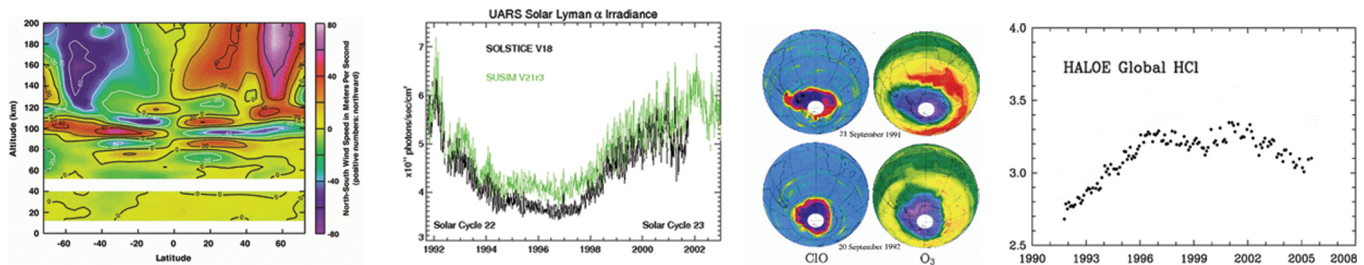 200
180
160
140
120
100
80
60
40
20
0
Altitude (km)
-60 -40 -20 0 20 40 60
Latitude
80
40
0
-40
-80
North-South Wind Speed in Meters Per Second
(positive numbers: northward)
UARS Solar Lyman α Irradiance
SOLSTICE V18
SUSIM V21r3
7
6
5
4
3
x10¹¹ photons/sec/cm²
Solar Cycle 22 Solar Cycle 23
1992 1994 1996 1998 2000 2002
21 September 1991
20 September 1992
ClO O₃
4.0
3.5
3.0
2.5
HALOE Global HCl
1990 1993 1996 1999 2002 2005 2008